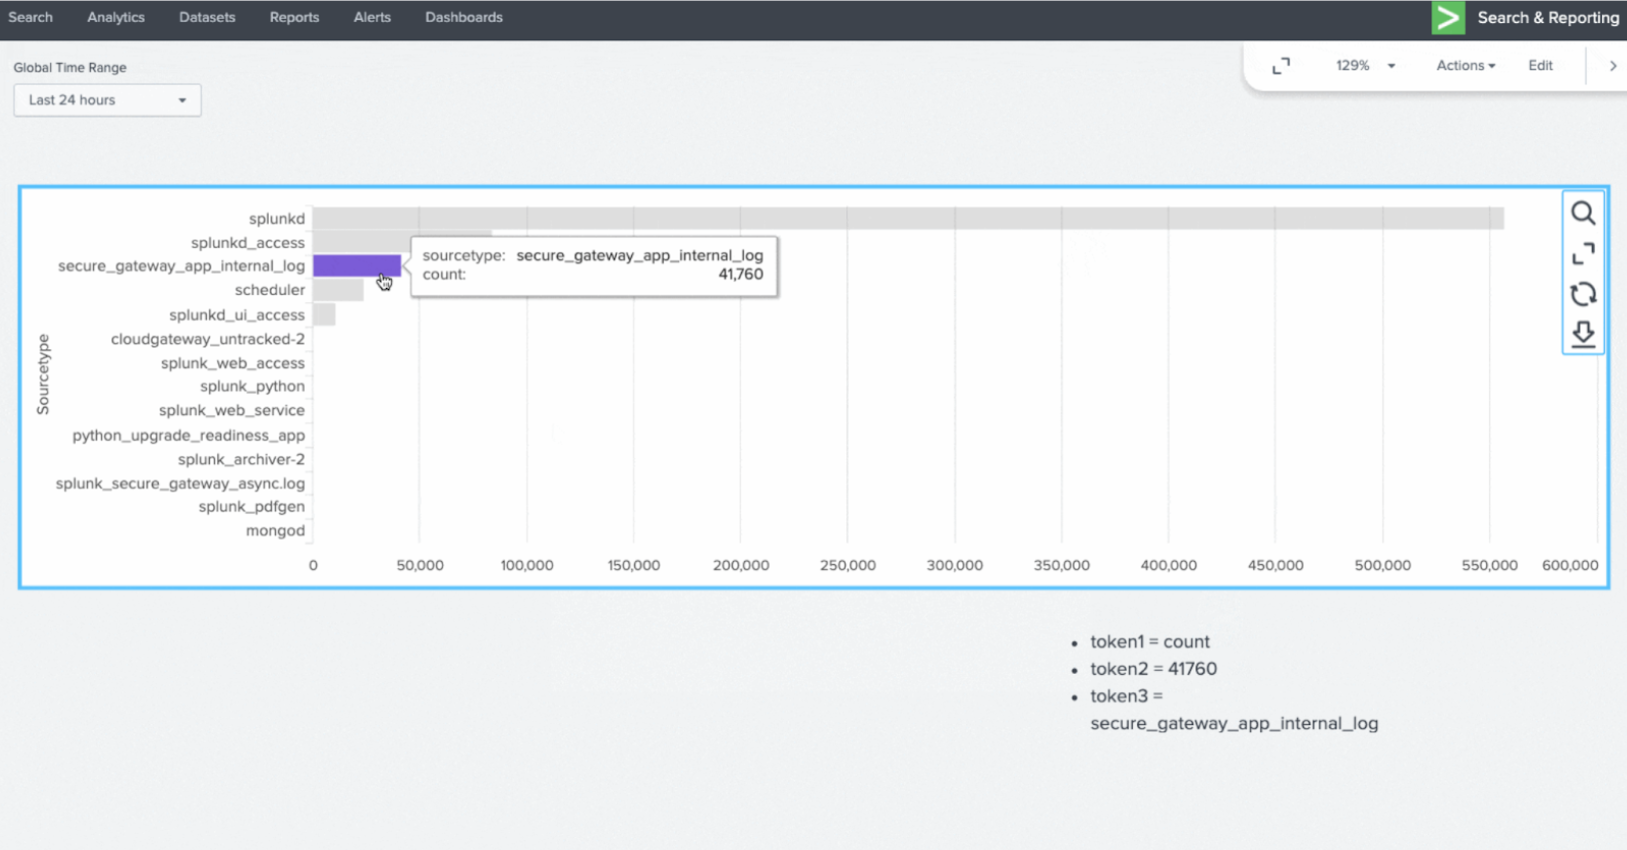 Search Analytics Datasets Reports Alerts Dashboards Search & Reporting
Global Time Range
129% Actions Edit
Last 24 hours
splunkd
splunkd_access
secure_gateway_app_internal_log
scheduler
splunkd_ui_access
cloudgateway_untracked-2
splunk_web_access
splunk_python
splunk_web_service
python_upgrade_readiness_app
splunk_archiver-2
splunk_secure_gateway_async.log
splunk_pdfgen
mongod
Sourcetype
sourcetype: secure_gateway_app_internal_log
count: 41,760
0 50,000 100,000 150,000 200,000 250,000 300,000 350,000 400,000 450,000 500,000 550,000 600,000
• token1 = count
• token2 = 41760
• token3 =
secure_gateway_app_internal_log